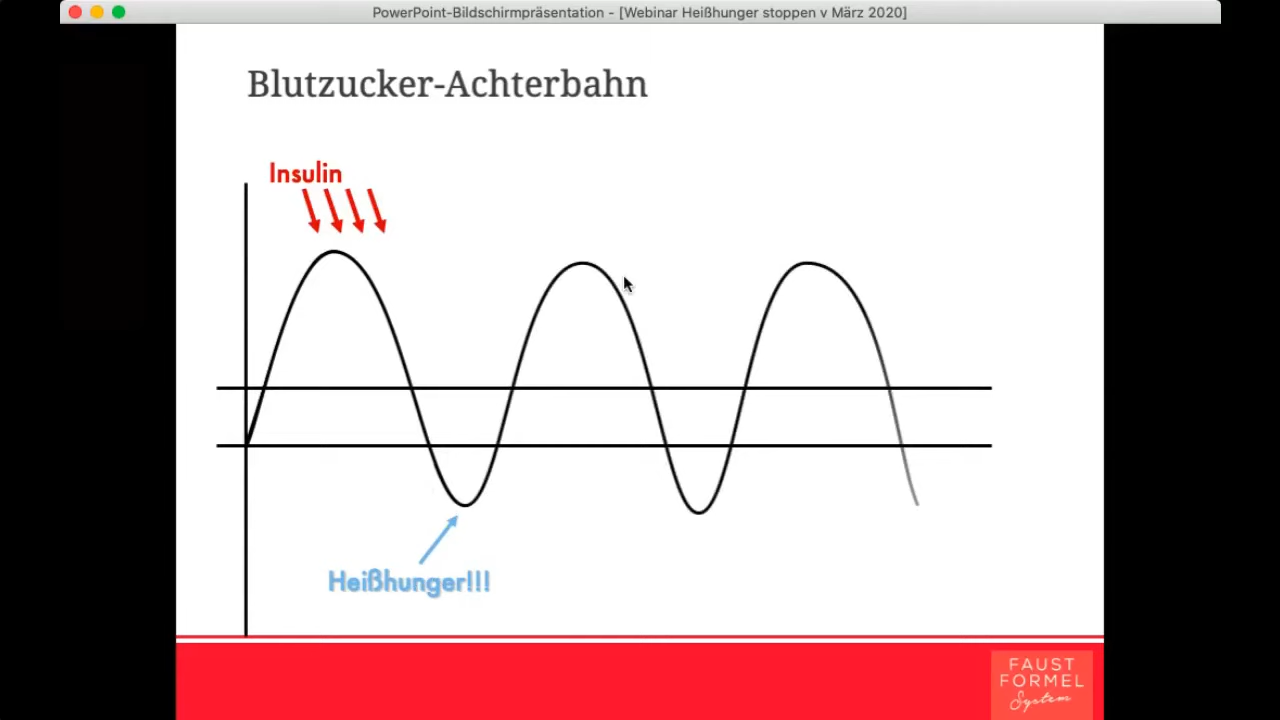 PowerPoint-Bildschirmpräsentation - [Webinar Heißhunger stoppen v März 2020]
Blutzucker-Achterbahn
Insulin
Heißhunger!!!
FAUST
FORMEL
System